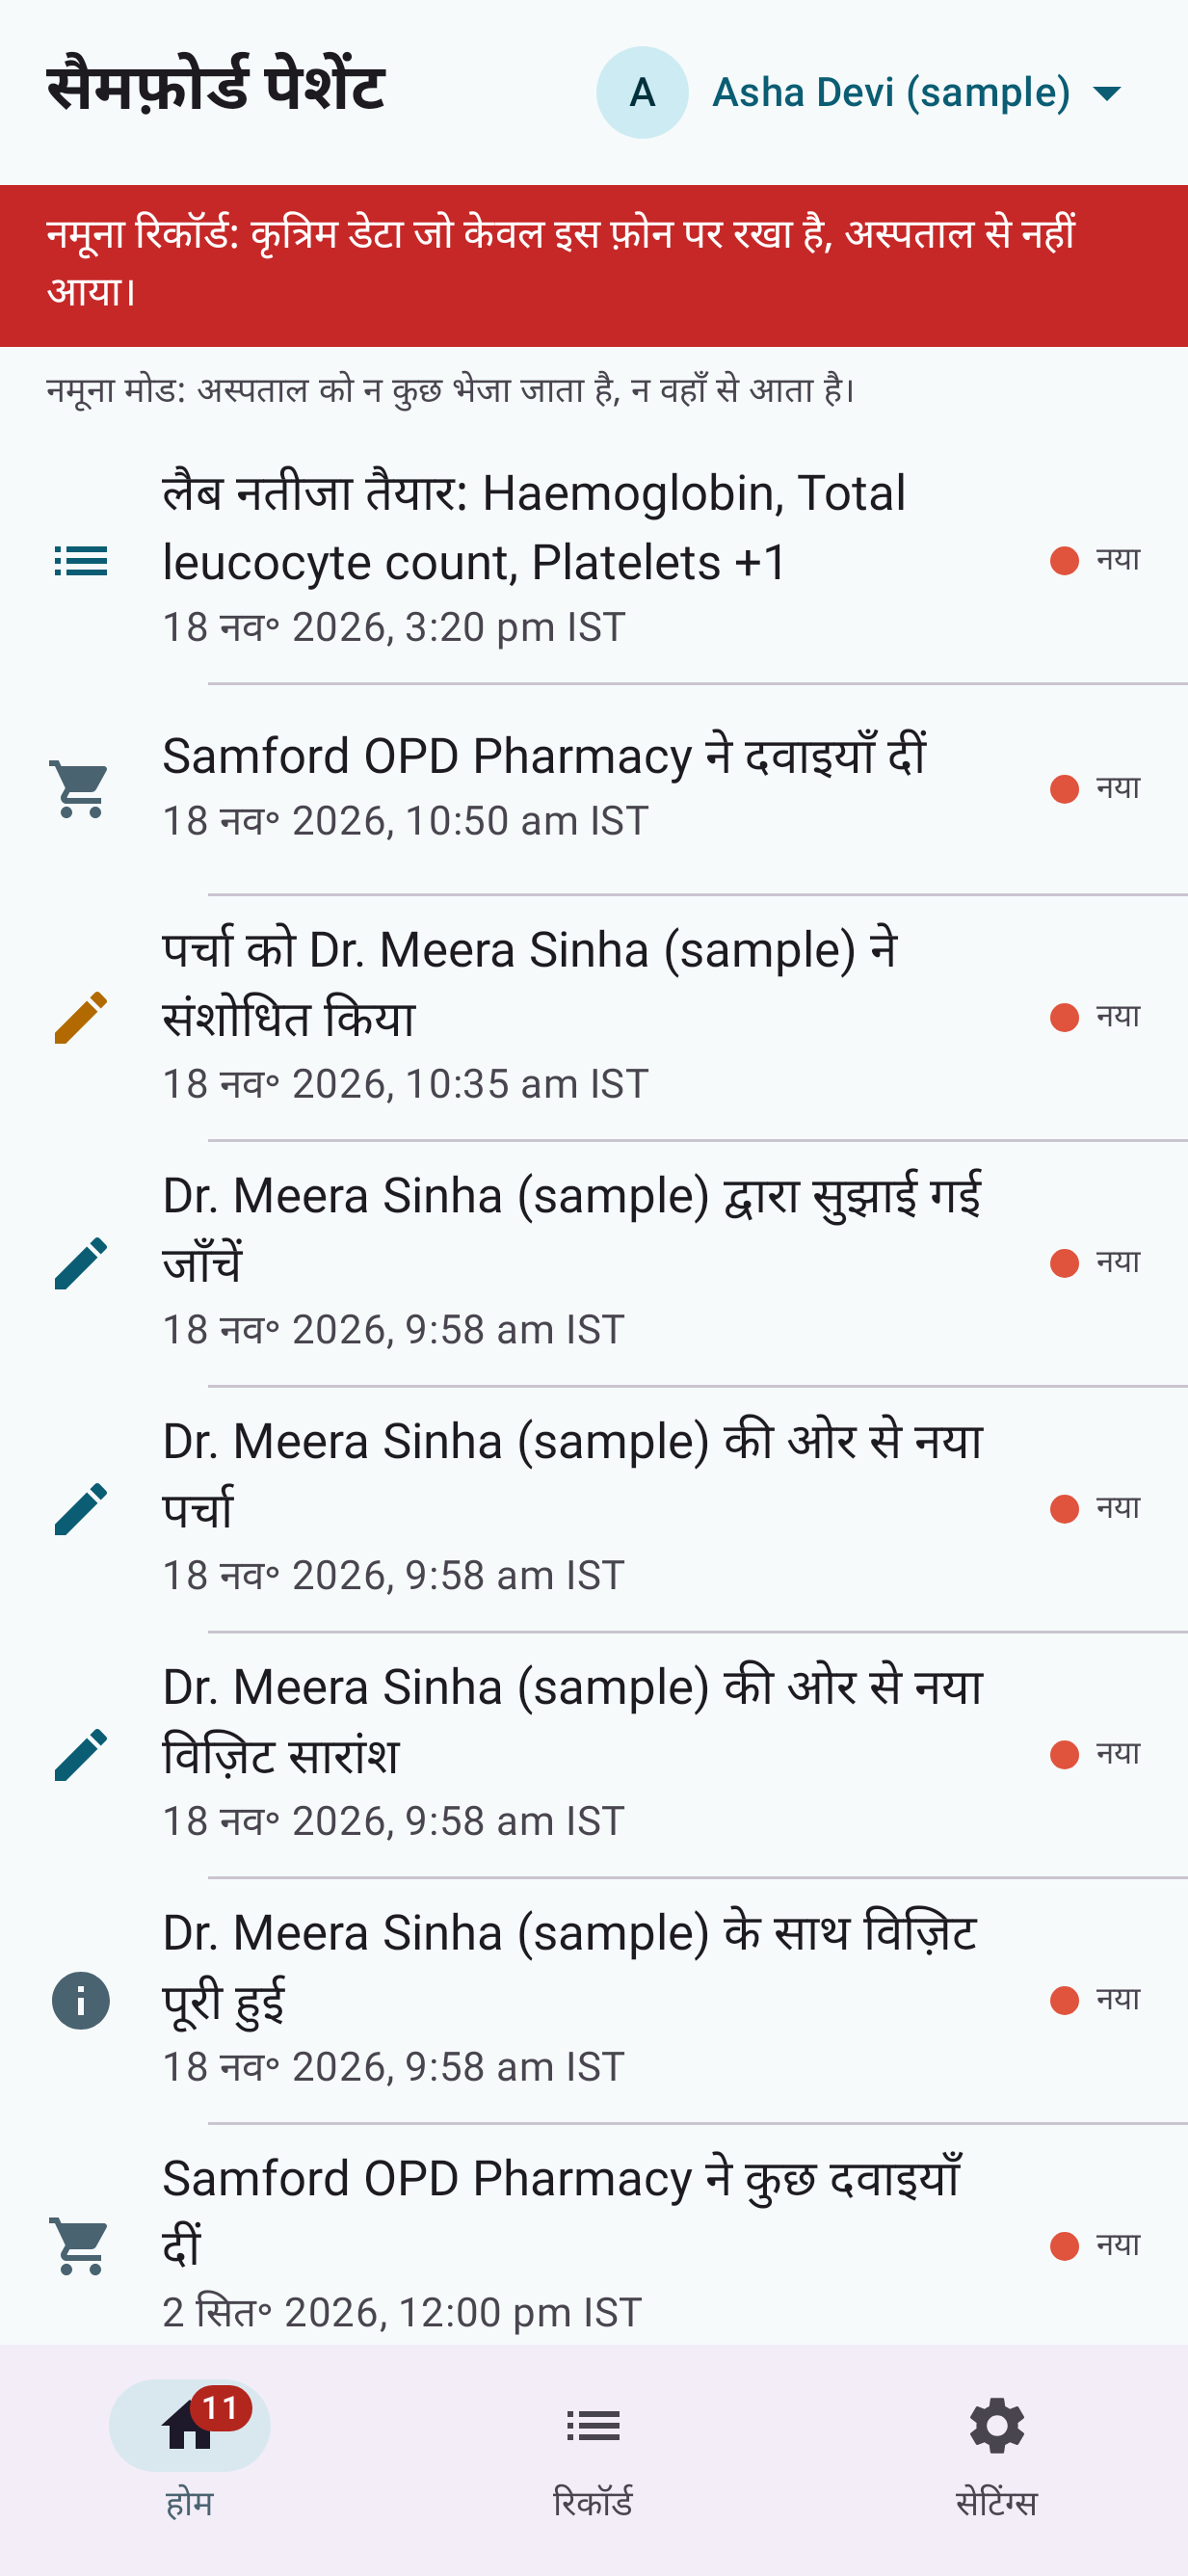 सैमफ़ोर्ड पेशेंट
A
Asha Devi (sample)
नमूना रिकॉर्ड: कृत्रिम डेटा जो केवल इस फ़ोन पर रखा है, अस्पताल से नहीं
आया।
नमूना मोड: अस्पताल को न कुछ भेजा जाता है, न वहाँ से आता है।
लैब नतीजा तैयार: Haemoglobin, Total
leucocyte count, Platelets +1
नया
18 नव॰ 2026, 3:20 pm IST
Samford OPD Pharmacy ने दवाइयाँ दीं
नया
18 नव॰ 2026, 10:50 am IST
पर्चा को Dr. Meera Sinha (sample) ने
संशोधित किया
नया
18 नव॰ 2026, 10:35 am IST
Dr. Meera Sinha (sample) द्वारा सुझाई गई
जाँचें
नया
18 नव॰ 2026, 9:58 am IST
Dr. Meera Sinha (sample) की ओर से नया
पर्चा
नया
18 नव॰ 2026, 9:58 am IST
Dr. Meera Sinha (sample) की ओर से नया
विज़िट सारांश
नया
18 नव॰ 2026, 9:58 am IST
Dr. Meera Sinha (sample) के साथ विज़िट
पूरी हुई
नया
18 नव॰ 2026, 9:58 am IST
Samford OPD Pharmacy ने कुछ दवाइयाँ
दीं
नया
2 सित॰ 2026, 12:00 pm IST
11
होम
रिकॉर्ड
सेटिंग्स